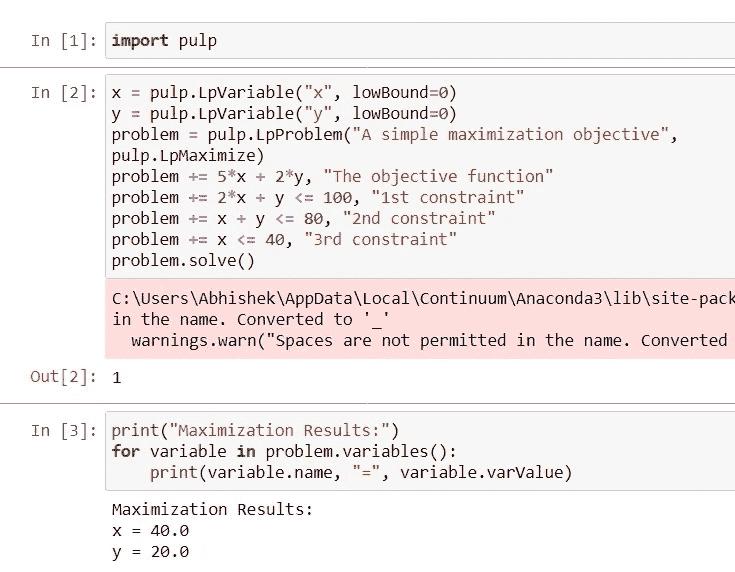 In [1]: import pulp
In [2]: x = pulp.LpVariable("x", lowBound=0)
y = pulp.LpVariable("y", lowBound=0)
problem = pulp.LpProblem("A simple maximization objective",
pulp.LpMaximize)
problem += 5*x + 2*y, "The objective function"
problem += 2*x + y <= 100, "1st constraint"
problem += x + y <= 80, "2nd constraint"
problem += x <= 40, "3rd constraint"
problem.solve()
C:\Users\Abhishek\AppData\Local\Continuum\Anaconda3\lib\site-pack
in the name. Converted to '_'
warnings.warn("Spaces are not permitted in the name. Converted
Out[2]: 1
In [3]: print("Maximization Results:")
for variable in problem.variables():
print(variable.name, "=", variable.varValue)
Maximization Results:
x = 40.0
y = 20.0